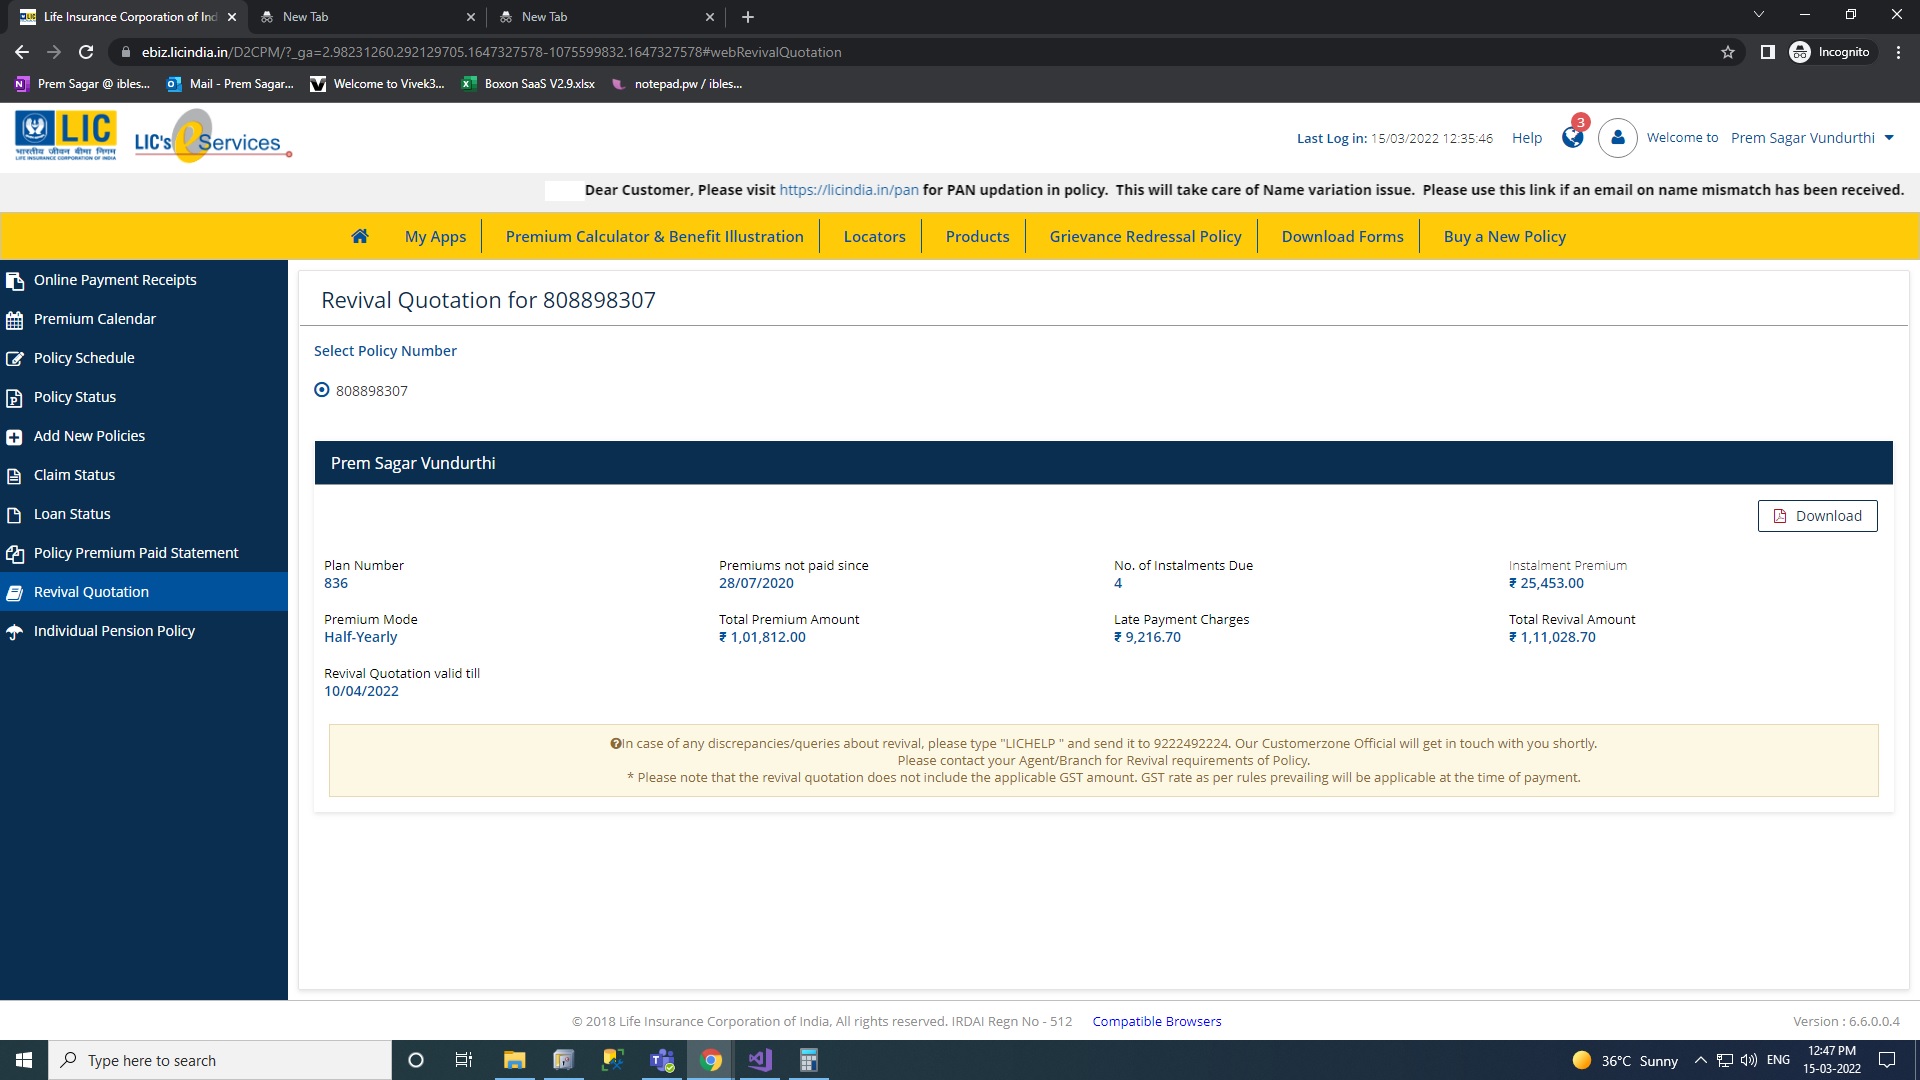 Life Insurance Corporation of Ind
New Tab
New Tab
ebiz.licindia.in/D2CPM/?_ga=2.98231260.292129705.1647327578-1075599832.1647327578#webRevivalQuotation
Incognito
Prem Sagar @ ibles...
Mail - Prem Sagar...
Welcome to Vivek3...
Boxon SaaS V2.9.xlsx
notepad.pw / ibles...
LIC
भारतीय जीवन बीमा निगम
LIFE INSURANCE CORPORATION OF INDIA
LIC's eServices
Last Log in: 15/03/2022 12:35:46
Help
3
Welcome to Prem Sagar Vundurthi
Dear Customer, Please visit https://licindia.in/pan for PAN updation in policy. This will take care of Name variation issue. Please use this link if an email on name mismatch has been received.
My Apps
Premium Calculator & Benefit Illustration
Locators
Products
Grievance Redressal Policy
Download Forms
Buy a New Policy
Online Payment Receipts
Premium Calendar
Policy Schedule
Policy Status
Add New Policies
Claim Status
Loan Status
Policy Premium Paid Statement
Revival Quotation
Individual Pension Policy
Revival Quotation for 808898307
Select Policy Number
808898307
Prem Sagar Vundurthi
Download
Plan Number
836
Premiums not paid since
28/07/2020
No. of Instalments Due
4
Instalment Premium
₹ 25,453.00
Premium Mode
Half-Yearly
Total Premium Amount
₹ 1,01,812.00
Late Payment Charges
₹ 9,216.70
Total Revival Amount
₹ 1,11,028.70
Revival Quotation valid till
10/04/2022
In case of any discrepancies/queries about revival, please type "LICHELP " and send it to 9222492224. Our Customerzone Official will get in touch with you shortly.
Please contact your Agent/Branch for Revival requirements of Policy.
* Please note that the revival quotation does not include the applicable GST amount. GST rate as per rules prevailing will be applicable at the time of payment.
© 2018 Life Insurance Corporation of India, All rights reserved. IRDAI Regn No - 512
Compatible Browsers
Version : 6.6.0.0.4
Type here to search
36°C Sunny
ENG
12:47 PM
15-03-2022